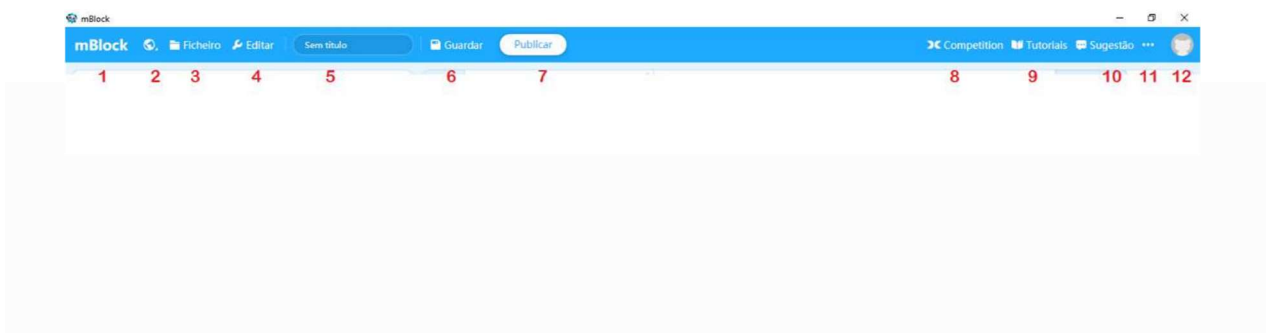 mBlock
mBlock Ficheiro Editar Sem título Guardar Publicar Competition Tutoriais Sugestão
1 2 3 4 5 6 7 8 9 10 11 12